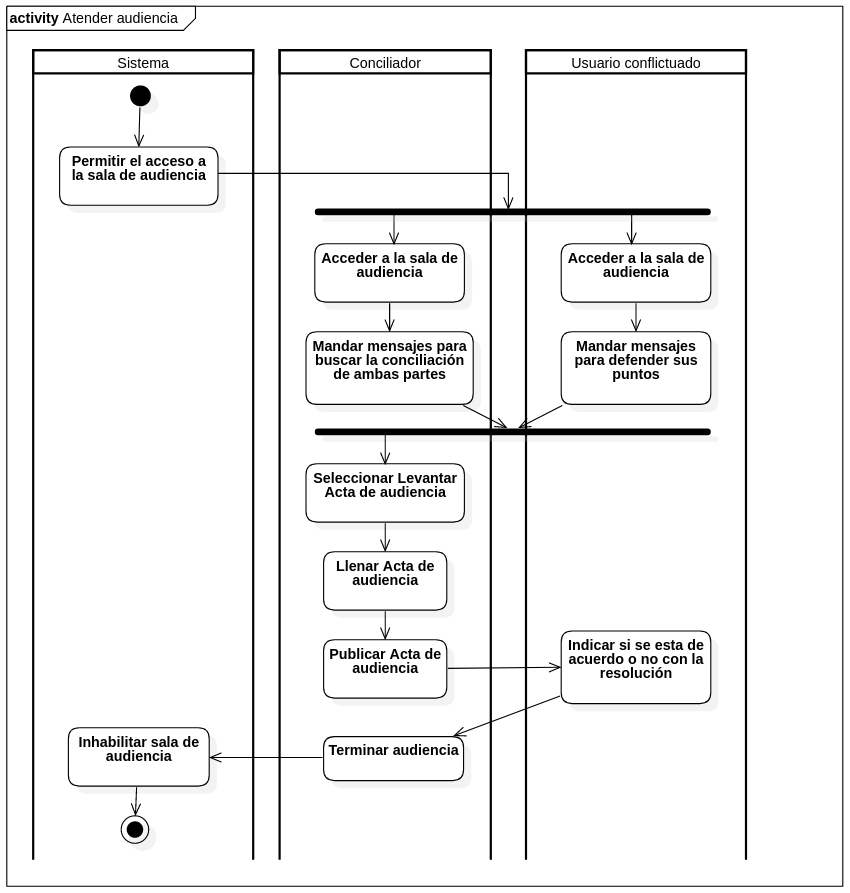 activity Atender audiencia
Sistema
Conciliador
Usuario conflictuado
Permitir el acceso a
la sala de audiencia
Acceder a la sala de
audiencia
Acceder a la sala de
audiencia
Mandar mensajes para
buscar la conciliación
de ambas partes
Mandar mensajes
para defender sus
puntos
Seleccionar Levantar
Acta de audiencia
Llenar Acta de
audiencia
Publicar Acta de
audiencia
Indicar si se esta de
acuerdo o no con la
resolución
Terminar audiencia
Inhabilitar sala de
audiencia